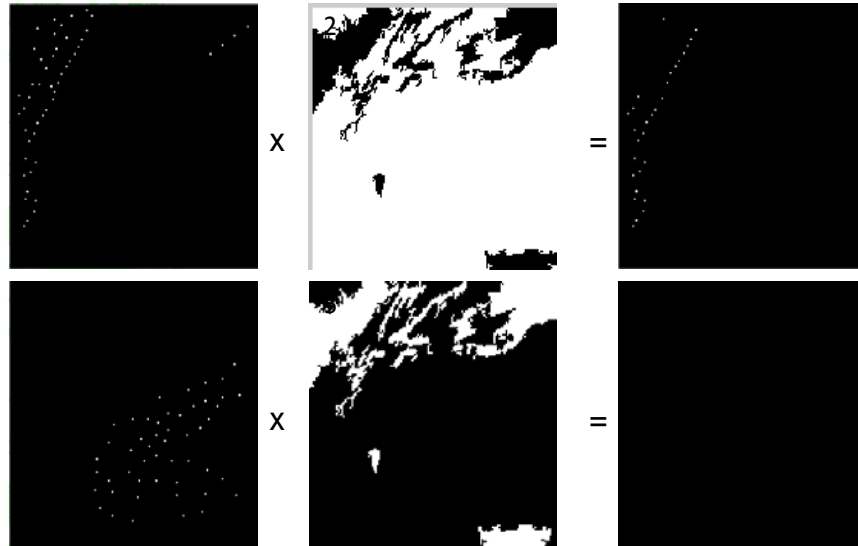 2
X
=
X
=